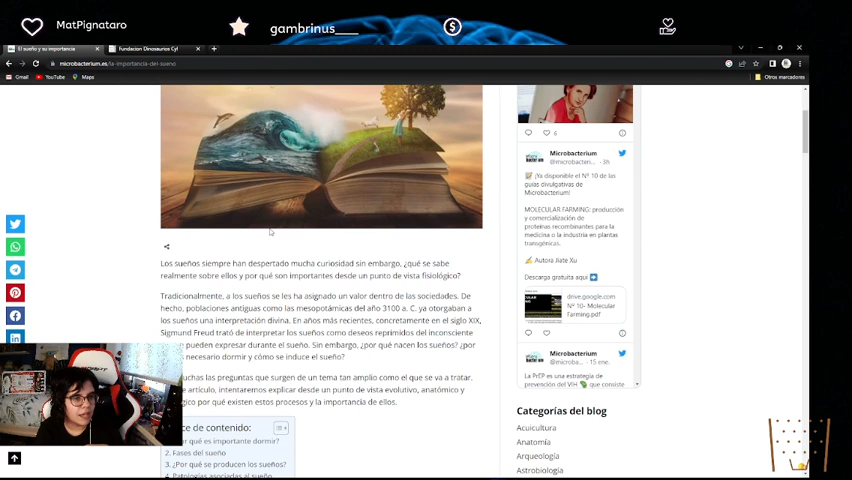 MatPignataro
gambrinus____
El sueño y su importancia
Fundacion Dinosaurios Cyl
microbacterium.es/la-importancia-del-sueno
Gmail
YouTube
Maps
Otros marcadores
Los sueños siempre han despertado mucha curiosidad sin embargo, ¿qué se sabe
realmente sobre ellos y por qué son importantes desde un punto de vista fisiológico?
Tradicionalmente, a los sueños se les ha asignado un valor dentro de las sociedades. De
hecho, poblaciones antiguas como las mesopotámicas del año 3100 a. C. ya otorgaban a
los sueños una interpretación divina. En años más recientes, concretamente en el siglo XIX,
Sigmund Freud trató de interpretar los sueños como deseos reprimidos del inconsciente
pueden expresar durante el sueño. Sin embargo, ¿por qué nacen los sueños? ¿por
s necesario dormir y cómo se induce el sueño?
uchas las preguntas que surgen de un tema tan amplio como el que se va a tratar.
e artículo, intentaremos explicar desde un punto de vista evolutivo, anatómico y
gico por qué existen estos procesos y la importancia de ellos.
ce de contenido:
or qué es importante dormir?
2. Fases del sueño
3. ¿Por qué se producen los sueños?
4. Patologías asociadas al sueño
6
Microbacterium
@microbacten... · 3h
¡Ya disponible el Nº 10 de las
guías divulgativas de
Microbacterium!
MOLECULAR FARMING: producción
y comercialización de
proteínas recombinantes para la
medicina o la industria en plantas
transgénicas.
Autora Jiate Xu
Descarga gratuita aquí
drive.google.com
Nº 10- Molecular
Farming.pdf
Microbacterium
@microba... · 15 ene.
La PrEP es una estrategia de
prevención del VIH que consiste
Categorías del blog
Acuicultura
Anatomía
Arqueología
Astrobiología